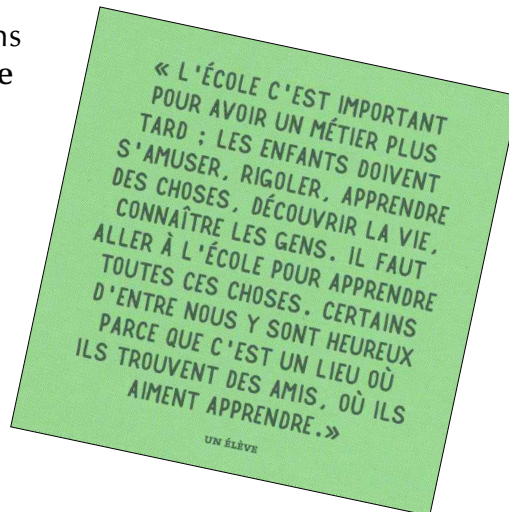 ns
e
« L'ÉCOLE C'EST IMPORTANT
POUR AVOIR UN MÉTIER PLUS
TARD ; LES ENFANTS DOIVENT
S'AMUSER, RIGOLER, APPRENDRE
DES CHOSES, DÉCOUVRIR LA VIE,
CONNAÎTRE LES GENS. IL FAUT
ALLER À L'ÉCOLE POUR APPRENDRE
TOUTES CES CHOSES. CERTAINS
D'ENTRE NOUS Y SONT HEUREUX
PARCE QUE C'EST UN LIEU OÙ
ILS TROUVENT DES AMIS, OÙ ILS
AIMENT APPRENDRE.»
UN ÉLÈVE